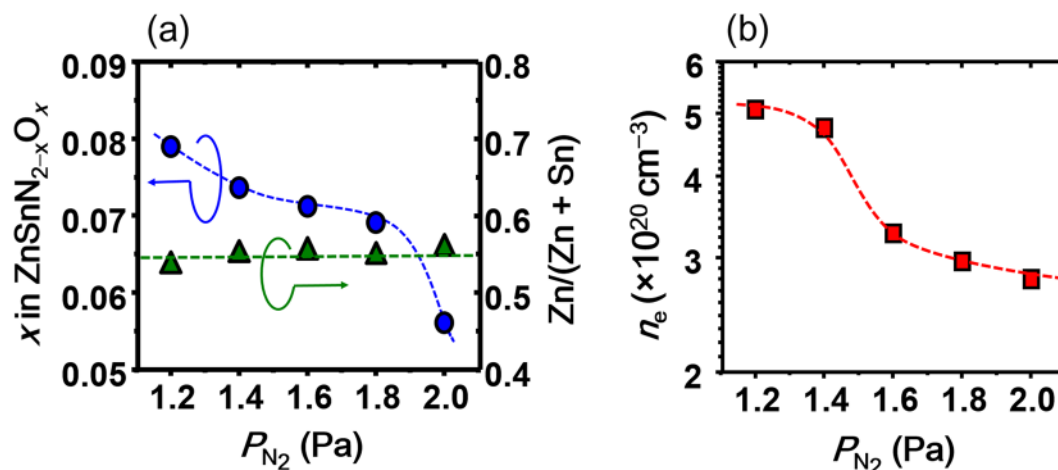 (a)
0.09
0.08
0.07
0.06
0.05
x in ZnSnN₂₋ₓOₓ
0.8
0.7
0.6
0.5
0.4
Zn/(Zn + Sn)
1.2 1.4 1.6 1.8 2.0
P_N₂ (Pa)
(b)
6
5
4
3
2
nₑ (×10²⁰ cm⁻³)
1.2 1.4 1.6 1.8 2.0
P_N₂ (Pa)